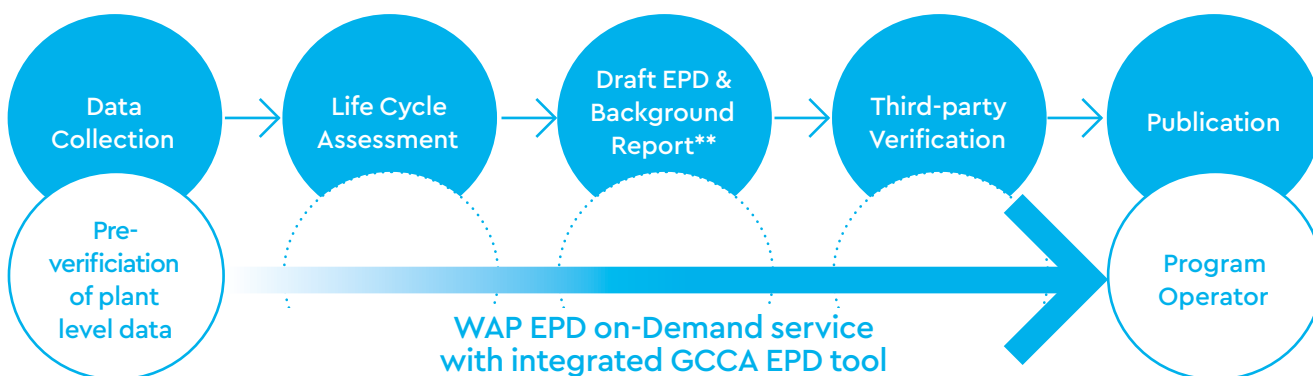 Data
Collection
Life Cycle
Assessment
Draft EPD &
Background
Report**
Third-party
Verification
Publication
Pre-
verificiation
of plant
level data
WAP EPD on-Demand service
with integrated GCCA EPD tool
Program
Operator